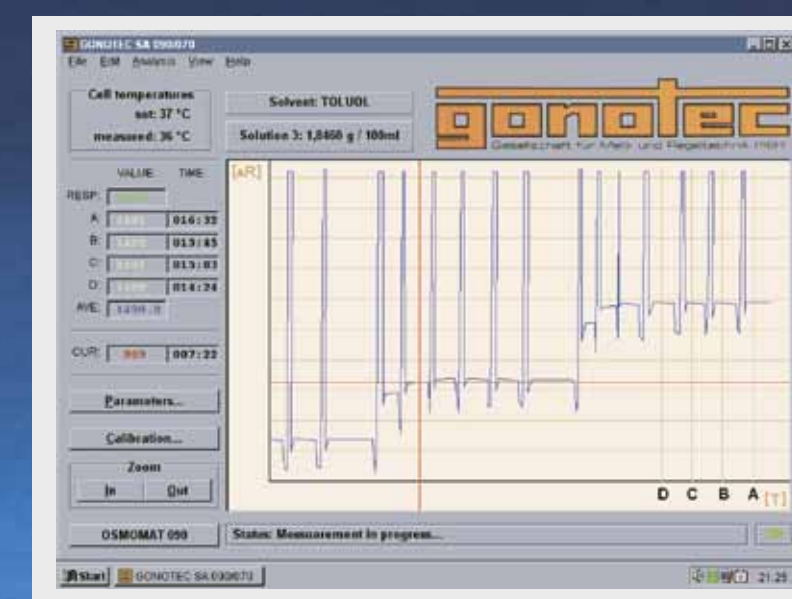 GONOTEC SA 090/070
File Edit Analysis View Help
Cell temperatures
set: 37 °C
measured: 36 °C
Solvent: TOLUOL
Solution 3: 1,8460 g / 100ml
gonotec
Gesellschaft für Meß- und Regeltechnik mbH
VALUE TIME
[ΔR]
RESP:
A: 016:32
B: 015:45
C: 015:03
D: 014:24
AVE:
CUR: 989 007:22
Parameters...
Calibration...
Zoom
In Out
D C B A [T]
OSMOMAT 090
Status: Measurement in progress...
Start GONOTEC SA 090/070
21:25